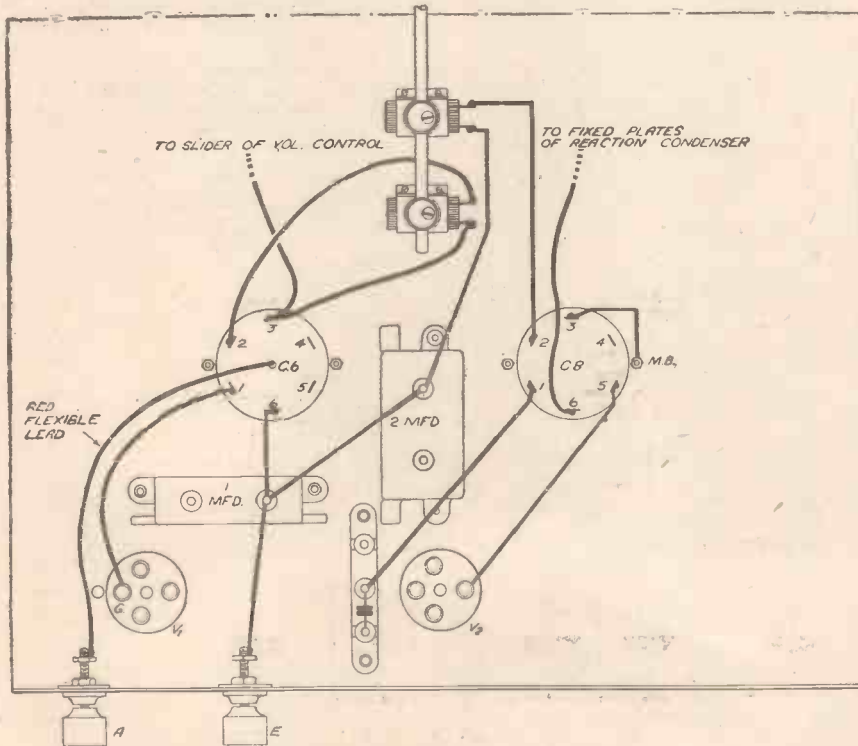 TO SLIDER OF VOL. CONTROL
TO FIXED PLATES
OF REACTION CONDENSER
3
2
4
C.6
1
5
6
3
2
4
C8
M.B.
1
5
6
RED
FLEXIBLE
LEAD
2 MFD
1
MFD.
G.
V1
V2
A
E